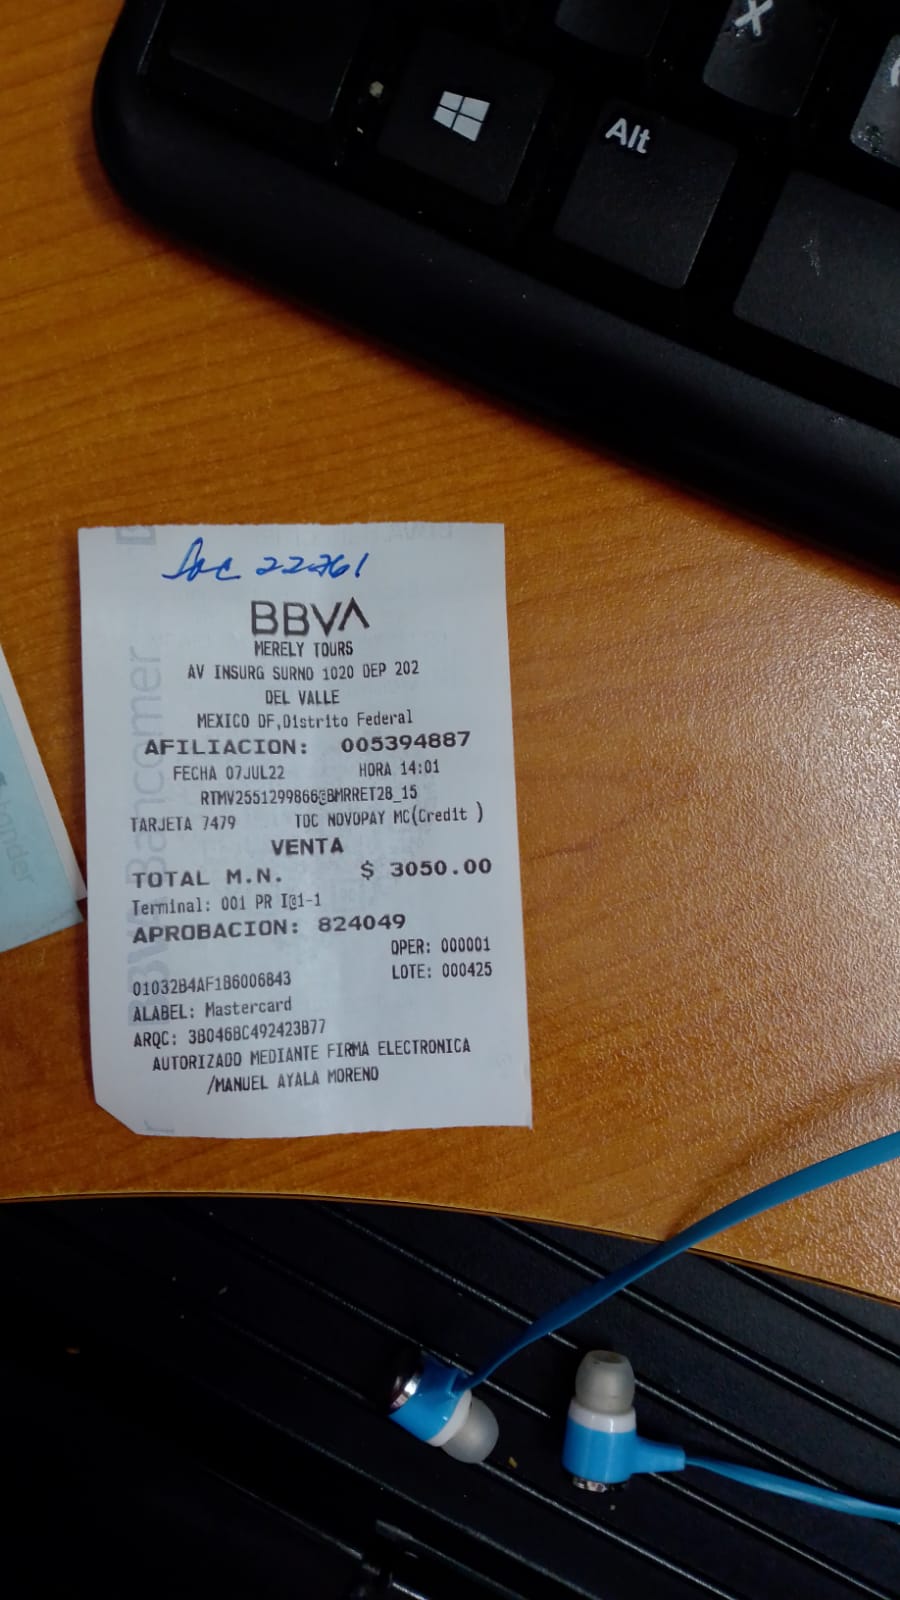 X
Alt
22261
BBVA
MERELY TOURS
AV INSURG SURNO 1020 DEP 202
DEL VALLE
MEXICO DF,Distrito Federal
AFILIACION: 005394887
FECHA 07JUL22 HORA 14:01
RTMV2551299866@BMRRET28_15
TARJETA 7479 TDC NOVOPAY MC(Credit )
VENTA
TOTAL M.N. $ 3050.00
Terminal: 001 PR I@1-1
APROBACION: 824049
OPER: 000001
LOTE: 000425
01032B4AF1B6006843
ALABEL: Mastercard
ARQC: 3B046BC492423B77
AUTORIZADO MEDIANTE FIRMA ELECTRONICA
/MANUEL AYALA MORENO
BBVA Bancomer